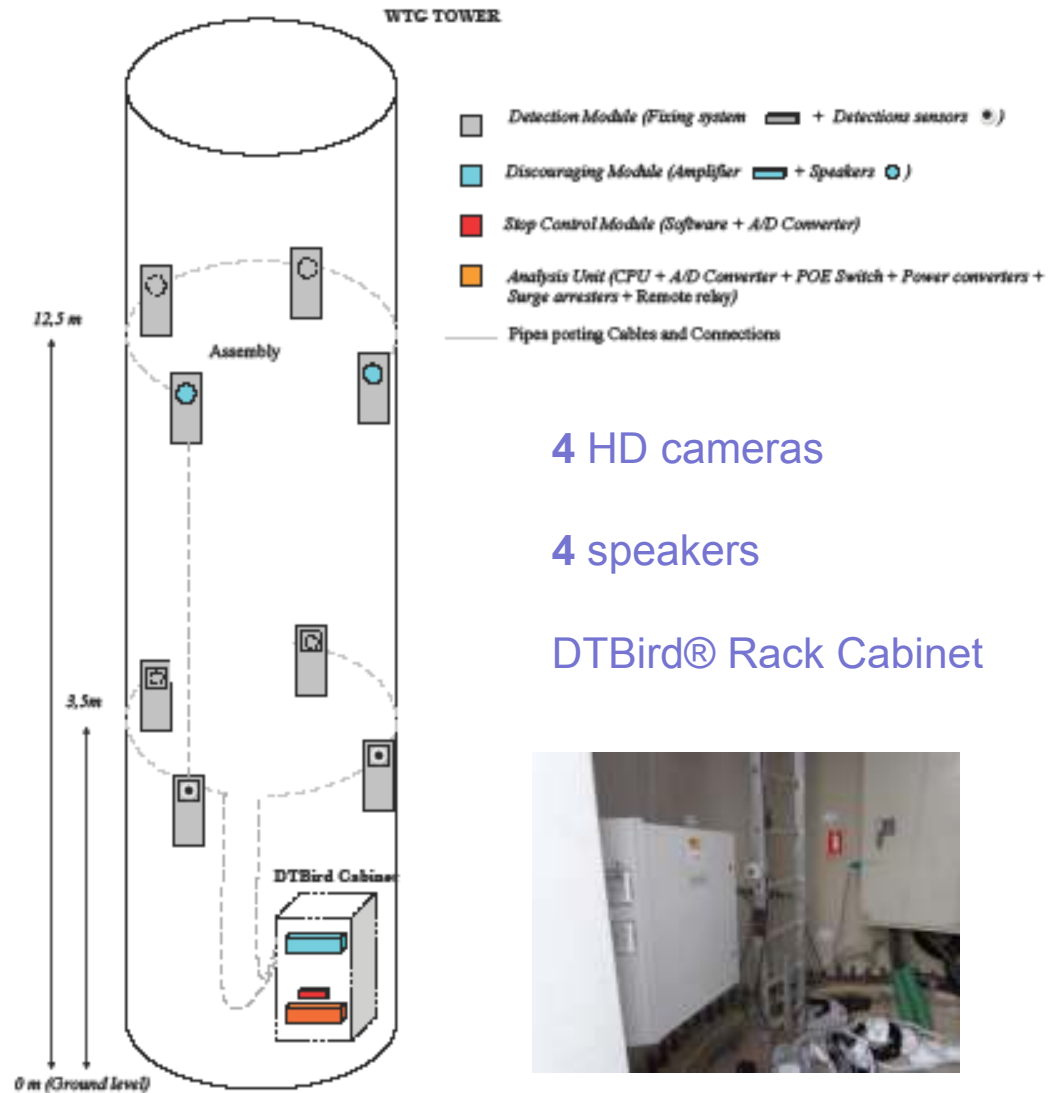 WTG TOWER
Detection Module (Fixing system + Detections sensors )
Discouraging Module (Amplifier + Speakers )
Stop Control Module (Software + A/D Converter)
Analysis Unit (CPU + A/D Converter + POE Switch + Power converters +
Surge arresters + Remote relay)
Pipes porting Cables and Connections
12,5 m
Assembly
4 HD cameras
4 speakers
DTBird® Rack Cabinet
3,5m
DTBird Cabinet
0 m (Ground level)